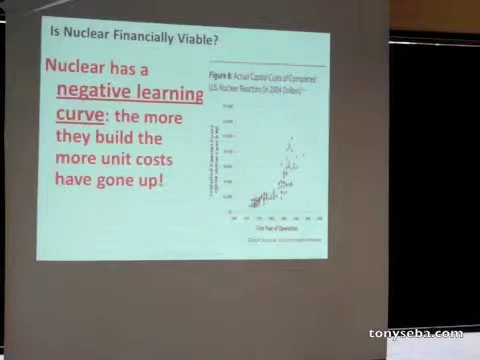 Is Nuclear Financially Viable?
Nuclear has a
negative learning
curve: the more
they build the
more unit costs
have gone up!
Figure 8: Actual Capital Costs of Completed
U.S. Nuclear Reactors (in 2004 Dollars)
First Year of Operation
tonyseba.com